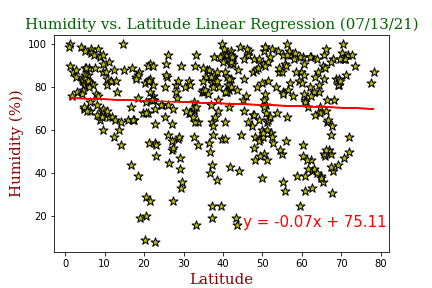 Humidity vs. Latitude Linear Regression (07/13/21)
100
80
60
40
20
Humidity (%))
y = -0.07x + 75.11
0 10 20 30 40 50 60 70 80
Latitude